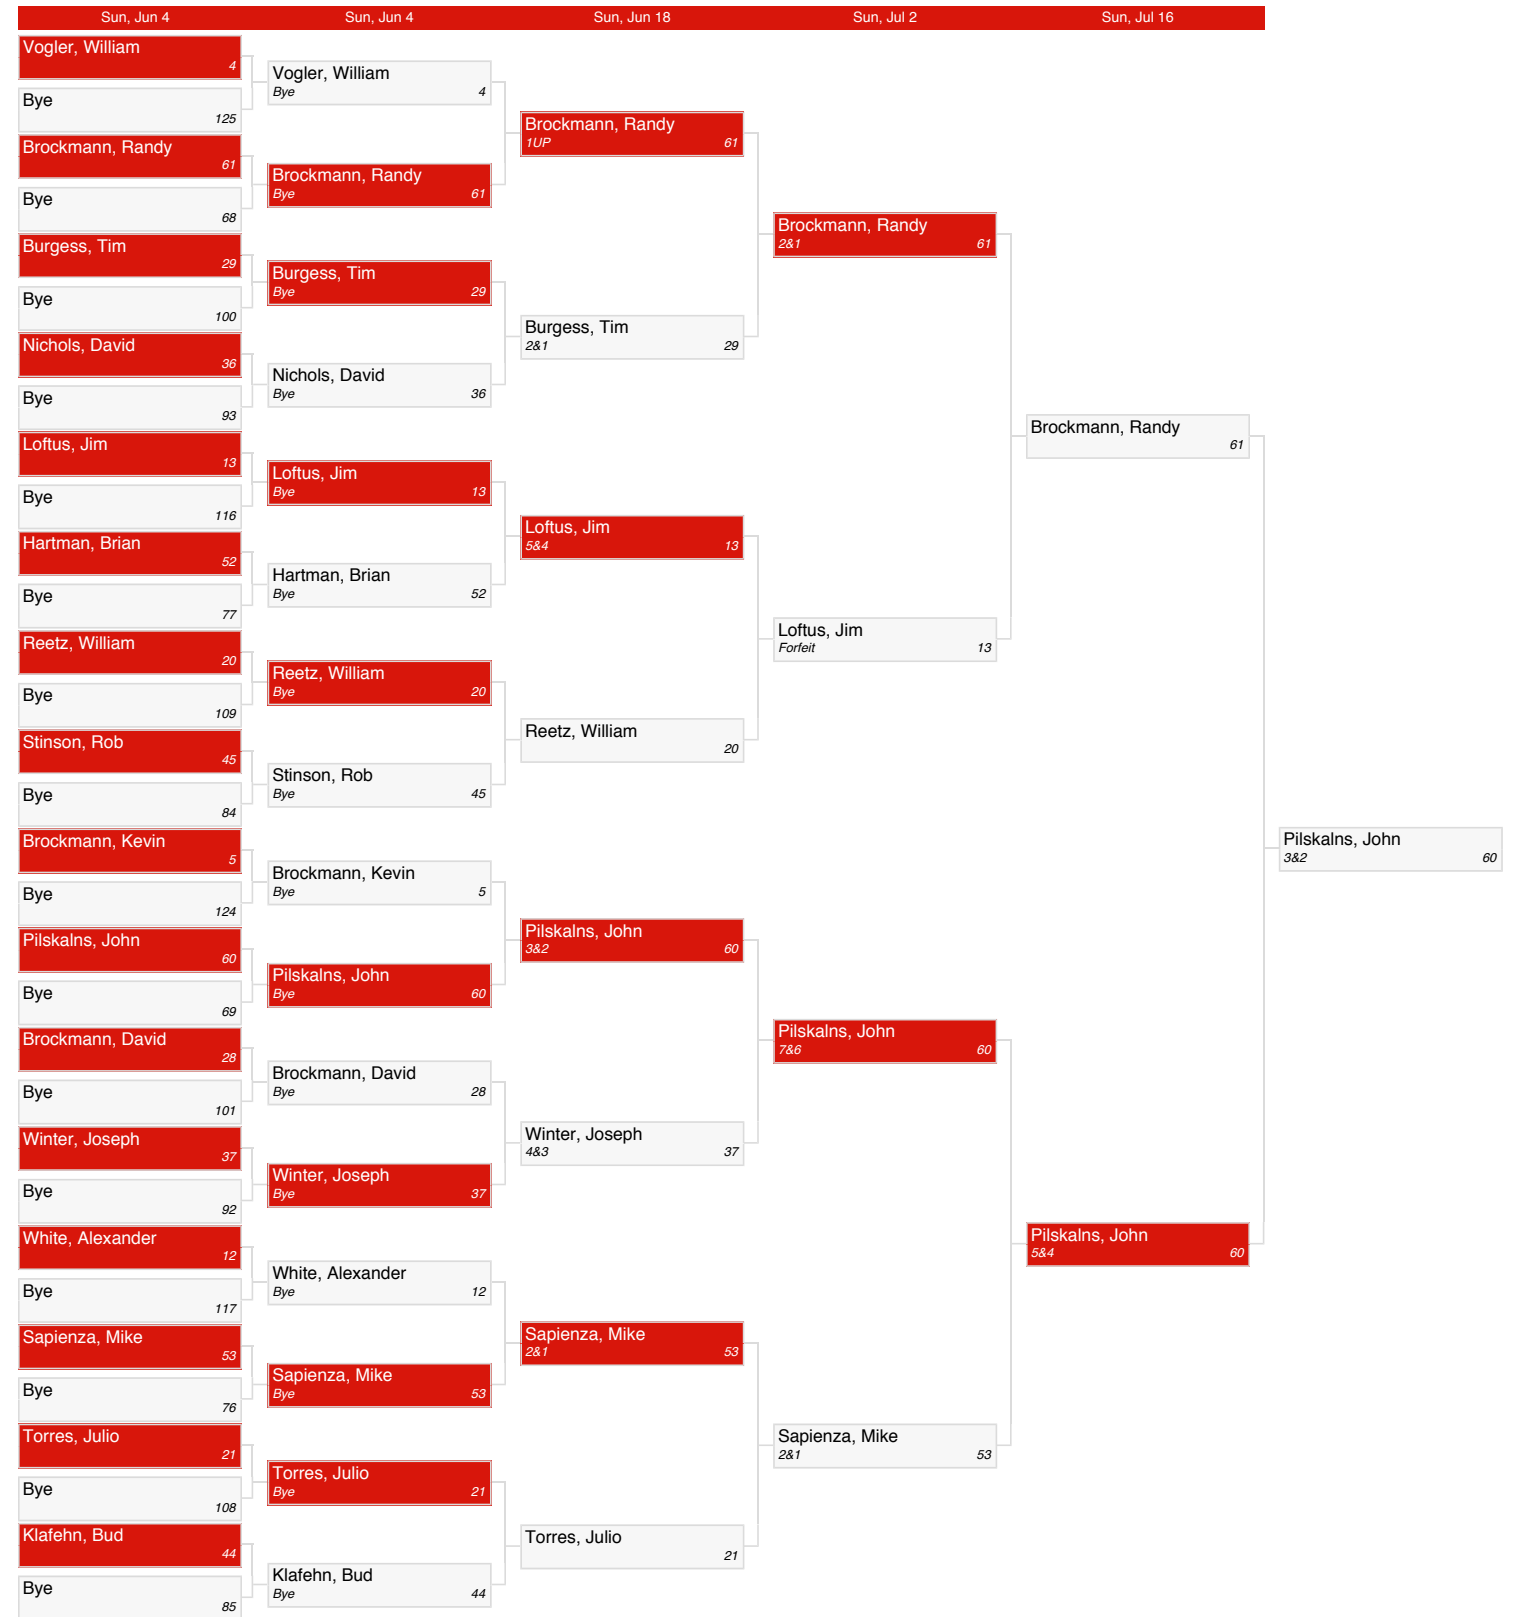 Sun, Jun 4
Sun, Jun 4
Sun, Jun 18
Sun, Jul 2
Sun, Jul 16
Vogler, William
4
Bye
125
Brockmann, Randy
61
Bye
68
Burgess, Tim
29
Bye
100
Nichols, David
36
Bye
93
Loftus, Jim
13
Bye
116
Hartman, Brian
52
Bye
77
Reetz, William
20
Bye
109
Stinson, Rob
45
Bye
84
Brockmann, Kevin
5
Bye
124
Pilskalns, John
60
Bye
69
Brockmann, David
28
Bye
101
Winter, Joseph
37
Bye
92
White, Alexander
12
Bye
117
Sapienza, Mike
53
Bye
76
Torres, Julio
21
Bye
108
Klafehn, Bud
44
Bye
85
Vogler, William
Bye 4
Brockmann, Randy
Bye 61
Burgess, Tim
Bye 29
Nichols, David
Bye 36
Loftus, Jim
Bye 13
Hartman, Brian
Bye 52
Reetz, William
Bye 20
Stinson, Rob
Bye 45
Brockmann, Kevin
Bye 5
Pilskalns, John
Bye 60
Brockmann, David
Bye 28
Winter, Joseph
Bye 37
White, Alexander
Bye 12
Sapienza, Mike
Bye 53
Torres, Julio
Bye 21
Klafehn, Bud
Bye 44
Brockmann, Randy
1UP 61
Burgess, Tim
2&1 29
Loftus, Jim
5&4 13
Reetz, William
20
Pilskalns, John
3&2 60
Winter, Joseph
4&3 37
Sapienza, Mike
2&1 53
Torres, Julio
21
Brockmann, Randy
2&1 61
Loftus, Jim
Forfeit 13
Pilskalns, John
7&6 60
Sapienza, Mike
2&1 53
Brockmann, Randy
61
Pilskalns, John
5&4 60
Pilskalns, John
3&2 60